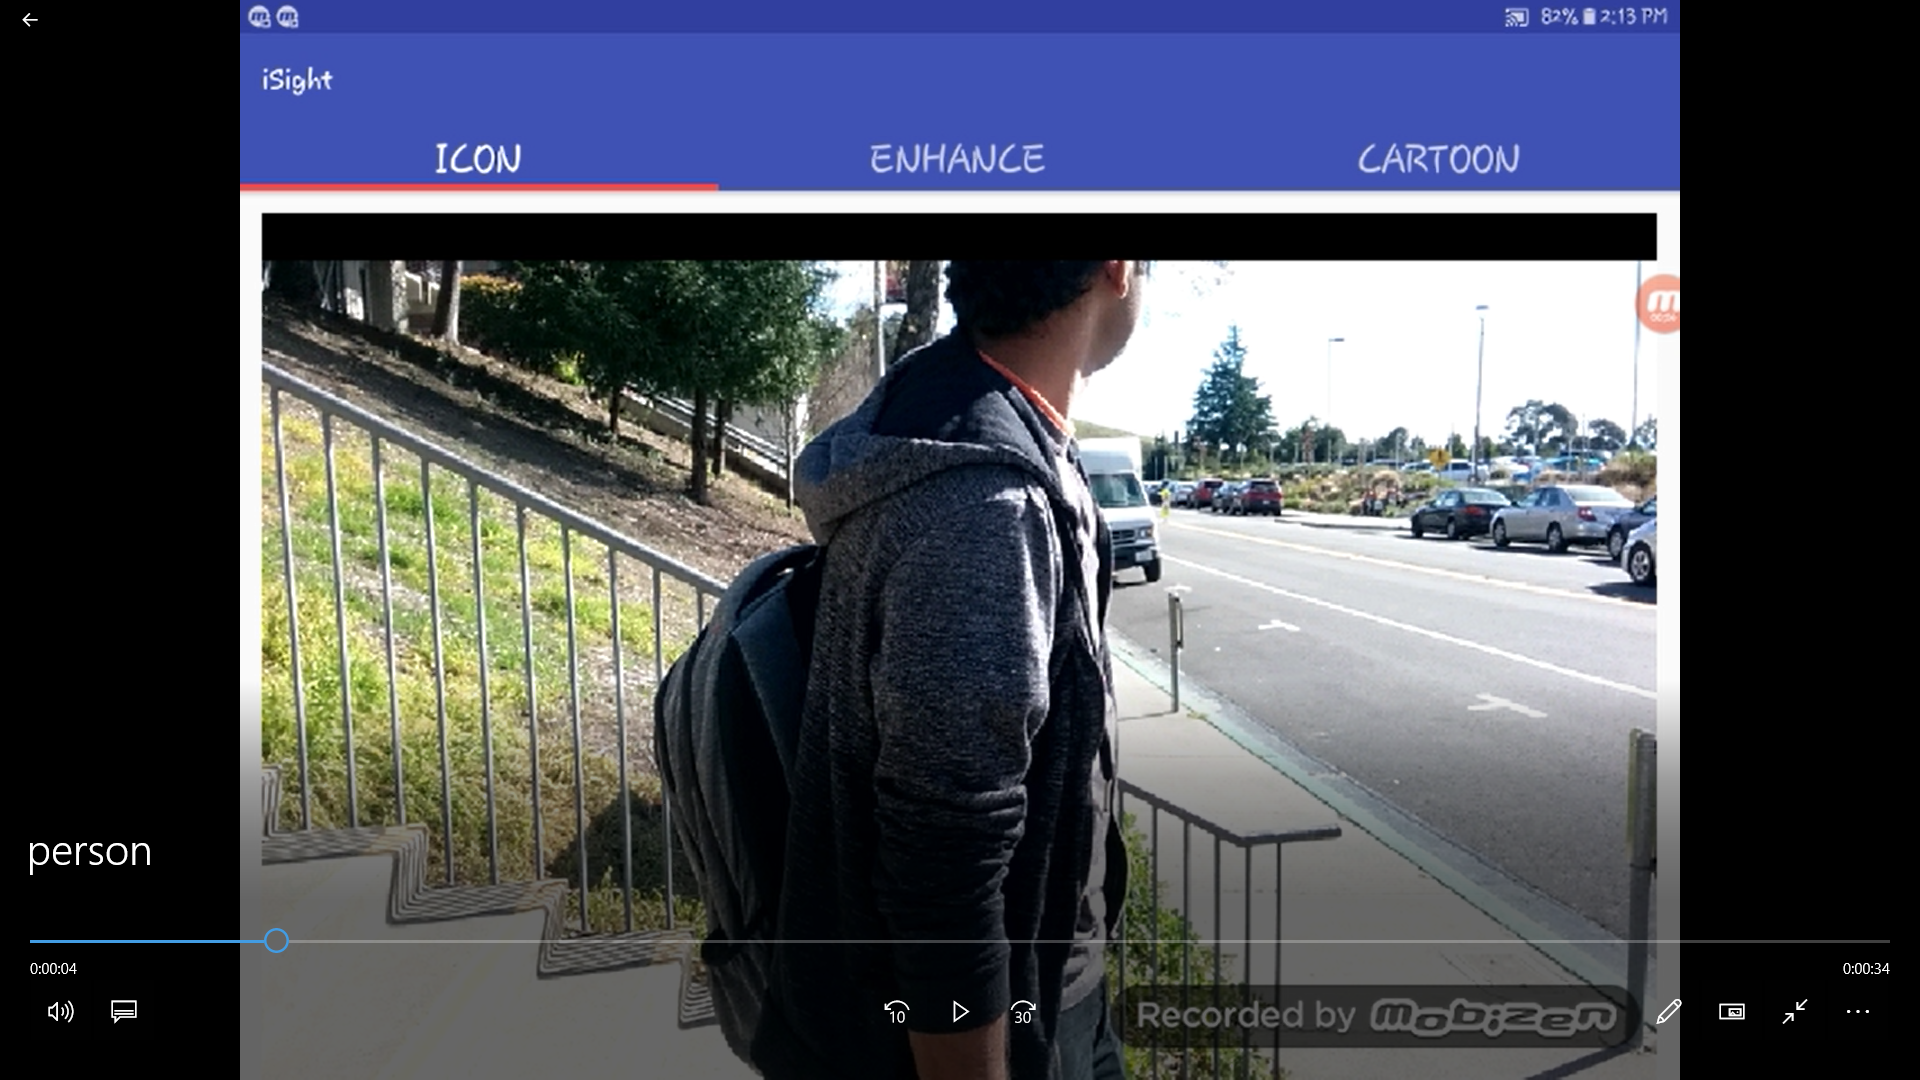 82% 2:13 PM
iSight
ICON
ENHANCE
CARTOON
person
0:00:04
0:00:34
10
30
Recorded by mobizen